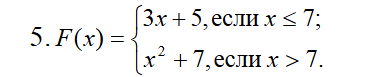 5. F(x) = { 3x + 5, если x ≤ 7;
x² + 7, если x > 7.